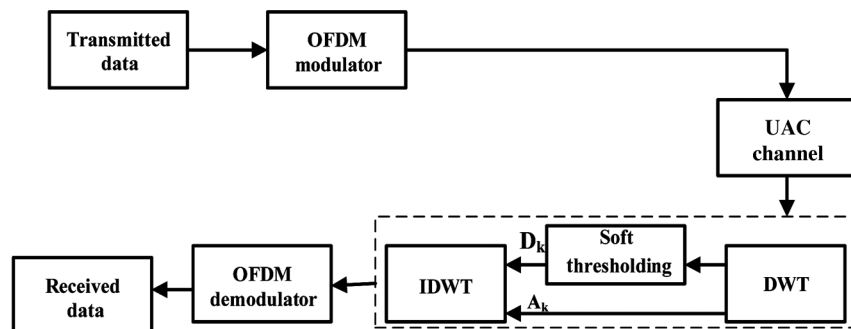 Transmitted
data
OFDM
modulator
UAC
channel
DWT
Soft
thresholding
Dk
Ak
IDWT
OFDM
demodulator
Received
data